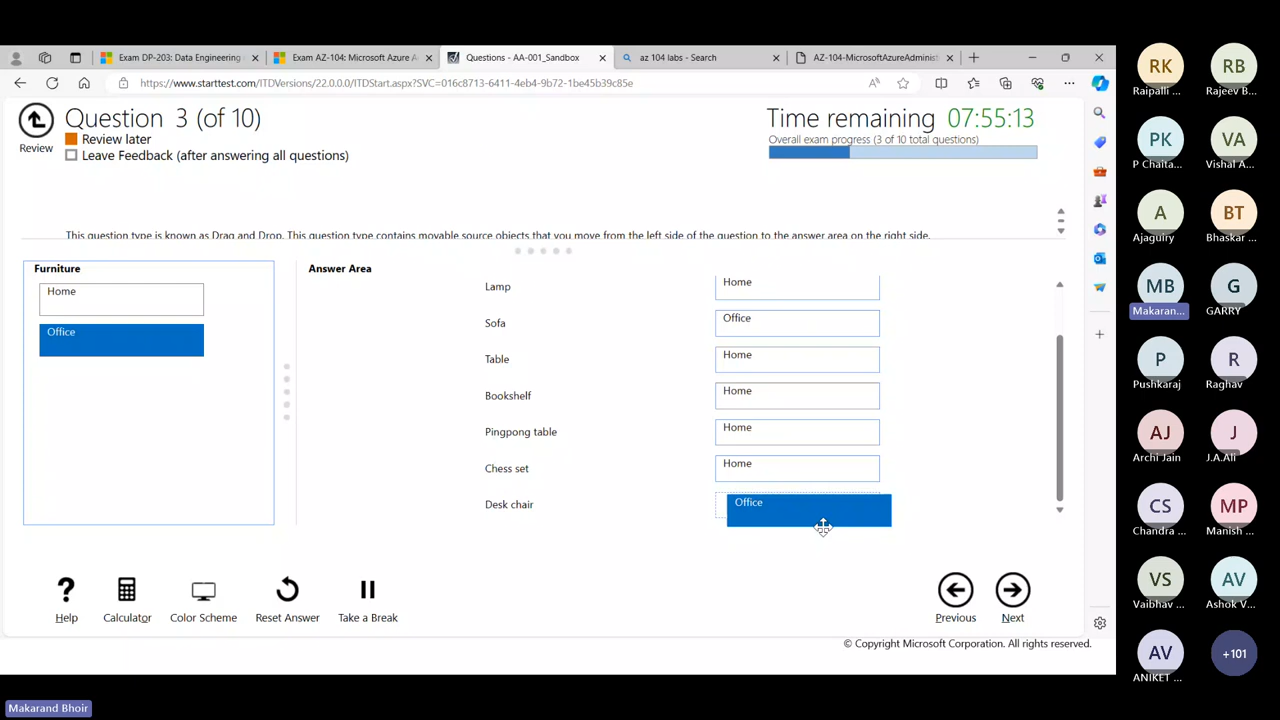 Exam DP-203: Data Engineering
Exam AZ-104: Microsoft Azure A
Questions - AA-001_Sandbox
az 104 labs - Search
AZ-104-MicrosoftAzureAdminist
https://www.starttest.com/ITDVersions/22.0.0.0/ITDStart.aspx?SVC=016c8713-6411-4eb4-9b72-1be45b39c85e
Review
Question 3 (of 10)
Review later
Leave Feedback (after answering all questions)
Time remaining 07:55:13
Overall exam progress (3 of 10 total questions)
This question type is known as Drag and Drop. This question type contains movable source objects that you move from the left side of the question to the answer area on the right side.
Furniture
Home
Office
Answer Area
Lamp Home
Sofa Office
Table Home
Bookshelf Home
Pingpong table Home
Chess set Home
Desk chair Office
? Help
Calculator
Color Scheme
Reset Answer
Take a Break
Previous
Next
© Copyright Microsoft Corporation. All rights reserved.
Makarand Bhoir
RK RB
Raipalli ... Rajeev B...
PK VA
P Chaita... Vishal A...
A BT
Ajaguiry Bhaskar ...
MB G
Makaran... GARRY
P R
Pushkaraj Raghav
AJ J
Archi Jain J.A.Ali
CS MP
Chandra ... Manish ...
VS AV
Vaibhav ... Ashok V...
AV +101
ANIKET ...